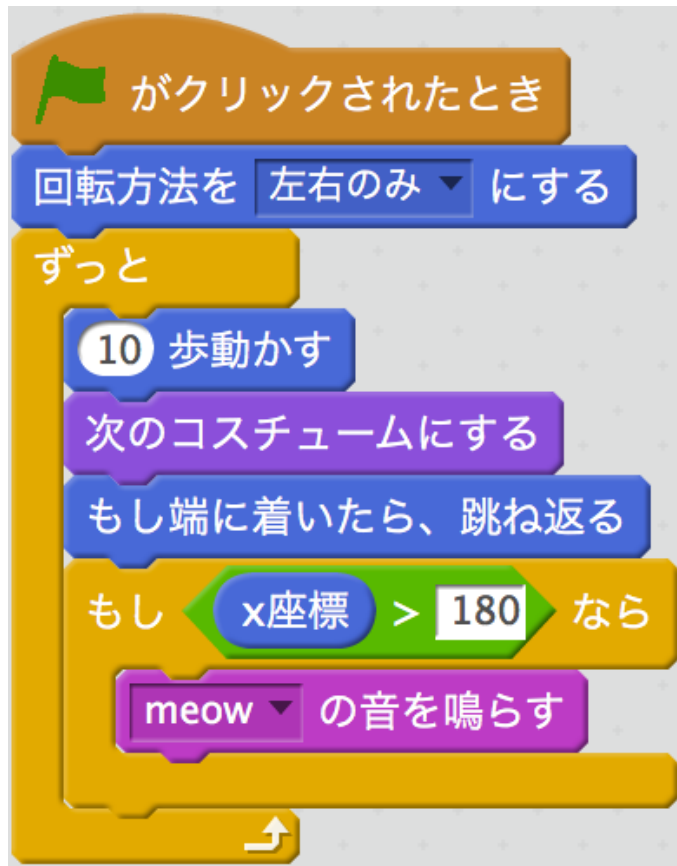 がクリックされたとき
回転方法を 左右のみ にする
ずっと
10 歩動かす
次のコスチュームにする
もし端に着いたら、跳ね返る
もし x座標 > 180 なら
meow の音を鳴らす